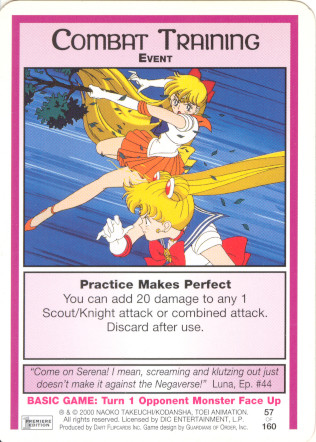 COMBAT TRAINING
EVENT
Practice Makes Perfect
You can add 20 damage to any 1
Scout/Knight attack or combined attack.
Discard after use.
"Come on Serena! I mean, screaming and klutzing out just
doesn't make it against the Negaverse!" Luna, Ep. #44
BASIC GAME: Turn 1 Opponent Monster Face Up
PREMIERE
EDITION
® & © 2000 NAOKO TAKEUCHI/KODANSHA, TOEI ANIMATION.
All rights reserved. Licensed by DIC ENTERTAINMENT, L.P.
PRODUCED BY DART FLIPCARDS INC. Game design by GUARDIANS OF ORDER, INC.
57
OF
160